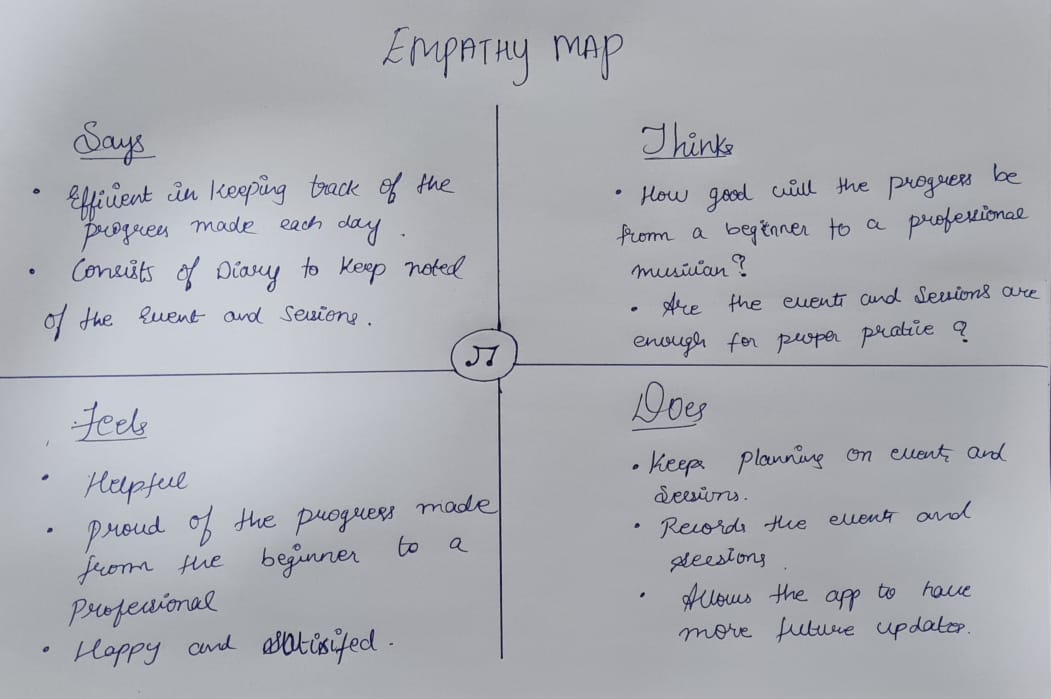 EMPATHY MAP
Says
• Efficient in keeping track of the
progress made each day.
• Consists of Diary to keep noted
of the event and sessions.
Thinks
• How good will the progress be
from a beginner to a professional
musician?
• Are the events and sessions are
enough for proper pratice?
Feels
• Helpful
• Proud of the progress made
from the beginner to a
Professional
• Happy and satisifed.
Does
• Keeps planning on events and
sessions.
• Records the events and
sessions.
• Allows the app to have
more future updates.